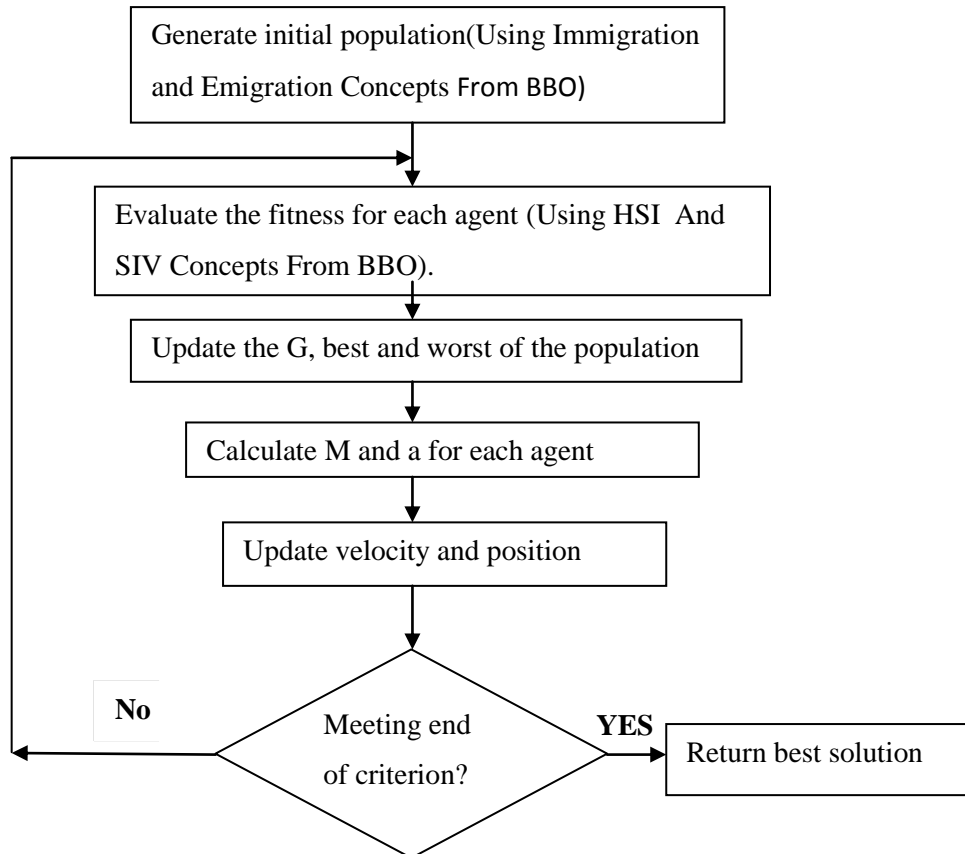 Generate initial population(Using Immigration
and Emigration Concepts From BBO)
Evaluate the fitness for each agent (Using HSI And
SIV Concepts From BBO).
Update the G, best and worst of the population
Calculate M and a for each agent
Update velocity and position
No
Meeting end
of criterion?
YES
Return best solution